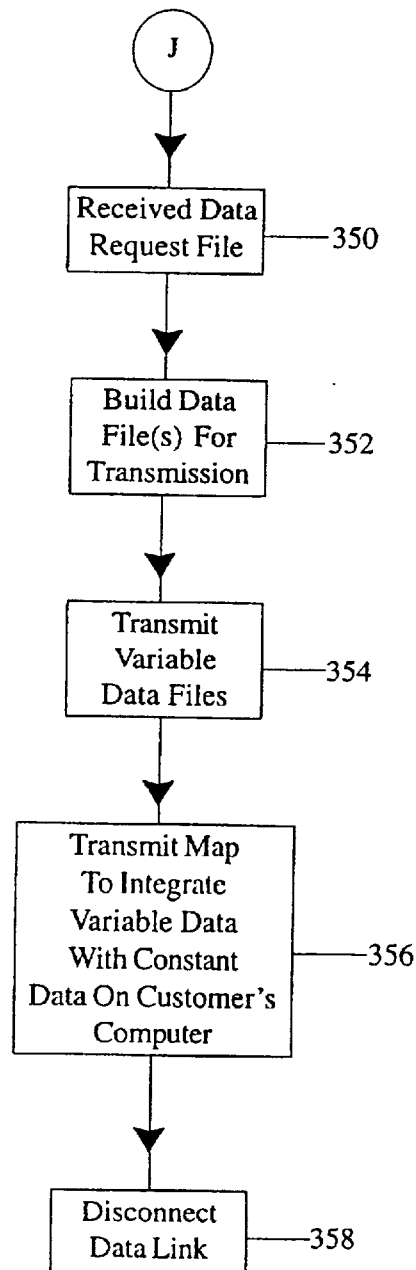 J
Received Data
Request File
350
Build Data
File(s) For
Transmission
352
Transmit
Variable
Data Files
354
Transmit Map
To Integrate
Variable Data
With Constant
Data On Customer's
Computer
356
Disconnect
Data Link
358